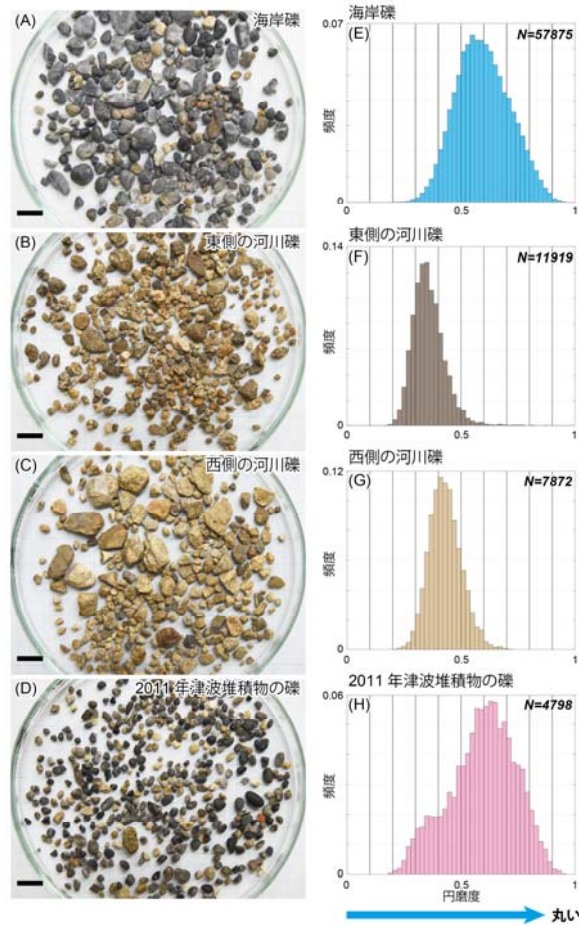 (A)
海岸礫
(B)
東側の河川礫
(C)
西側の河川礫
(D)
2011年津波堆積物の礫
海岸礫
0.07
(E)
N=57875
頻度
0
0.5
1
東側の河川礫
0.14
(F)
N=11919
頻度
0
0.5
1
西側の河川礫
0.12
(G)
N=7872
頻度
0
0.5
1
2011年津波堆積物の礫
0.06
(H)
N=4798
頻度
0
0
0.5
1
円磨度
丸い